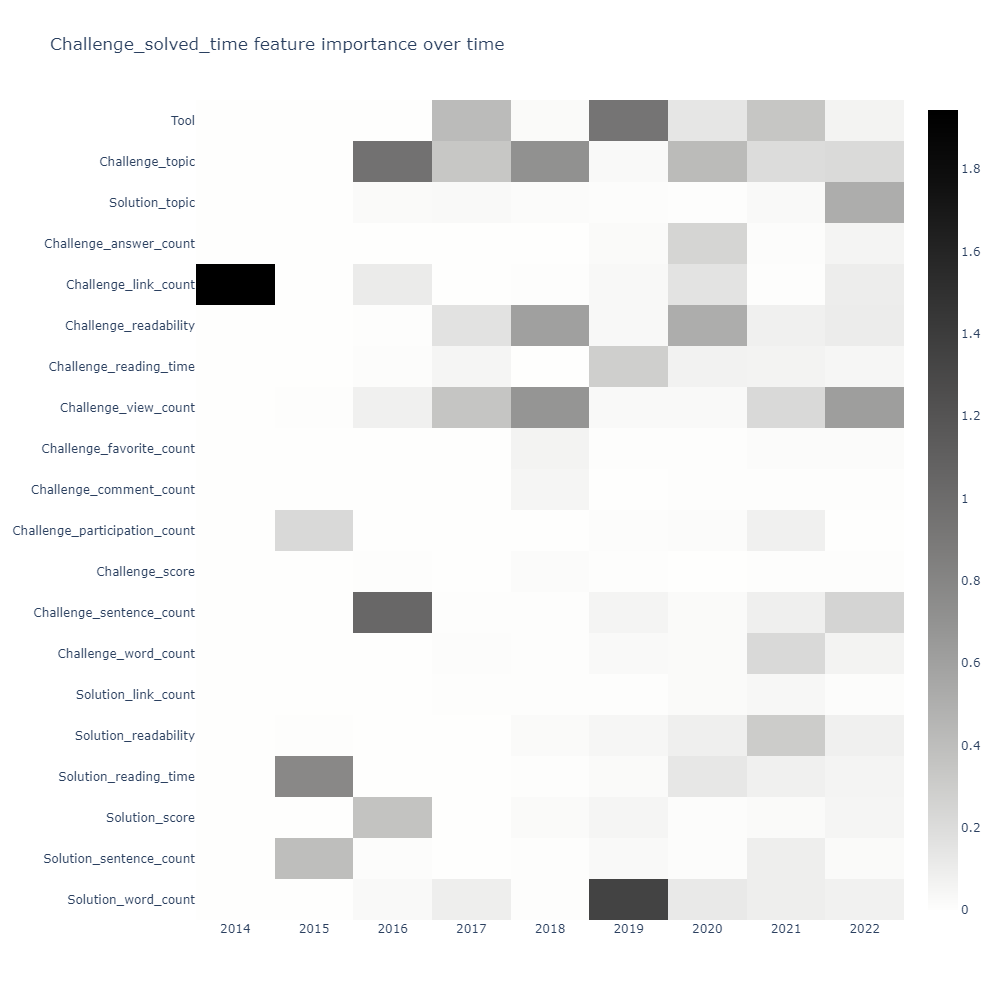 Challenge_solved_time feature importance over time
Tool
Challenge_topic
Solution_topic
Challenge_answer_count
Challenge_link_count
Challenge_readability
Challenge_reading_time
Challenge_view_count
Challenge_favorite_count
Challenge_comment_count
Challenge_participation_count
Challenge_score
Challenge_sentence_count
Challenge_word_count
Solution_link_count
Solution_readability
Solution_reading_time
Solution_score
Solution_sentence_count
Solution_word_count
2014 2015 2016 2017 2018 2019 2020 2021 2022
1.8
1.6
1.4
1.2
1
0.8
0.6
0.4
0.2
0